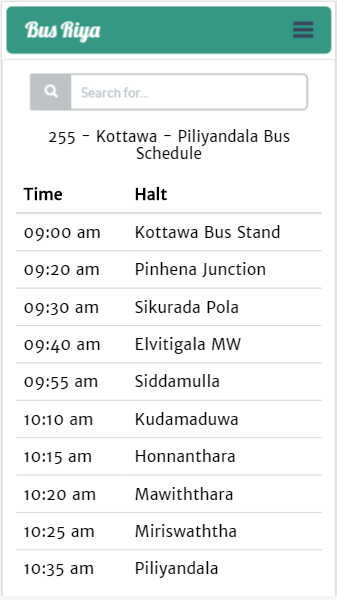 Bus Riya
Search for...
255 - Kottawa - Piliyandala Bus
Schedule
Time Halt
09:00 am Kottawa Bus Stand
09:20 am Pinhena Junction
09:30 am Sikurada Pola
09:40 am Elvitigala MW
09:55 am Siddamulla
10:10 am Kudamaduwa
10:15 am Honnanthara
10:20 am Mawiththara
10:25 am Miriswaththa
10:35 am Piliyandala